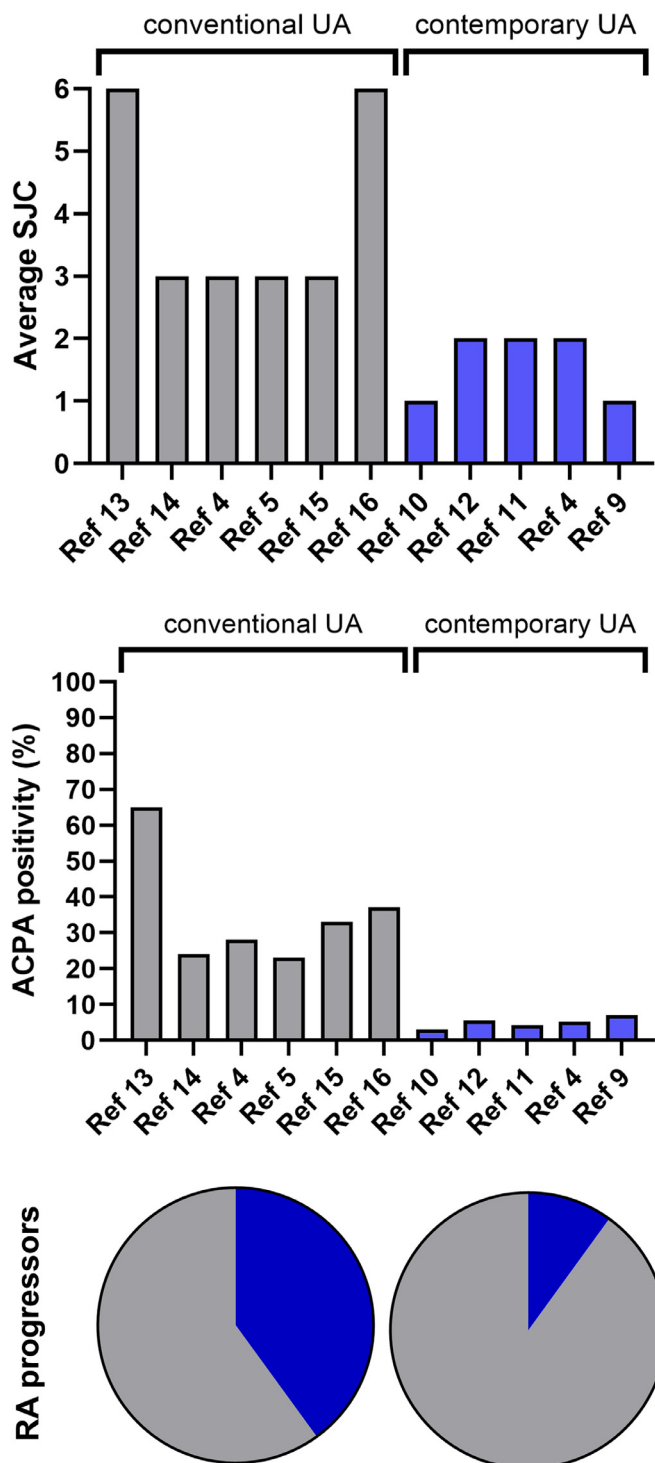 conventional UA
contemporary UA
Average SJC
6
5
4
3
2
1
0
Ref 13
Ref 14
Ref 4
Ref 5
Ref 15
Ref 16
Ref 10
Ref 12
Ref 11
Ref 4
Ref 9
conventional UA
contemporary UA
ACPA positivity (%)
100
90
80
70
60
50
40
30
20
10
0
Ref 13
Ref 14
Ref 4
Ref 5
Ref 15
Ref 16
Ref 10
Ref 12
Ref 11
Ref 4
Ref 9
RA progressors